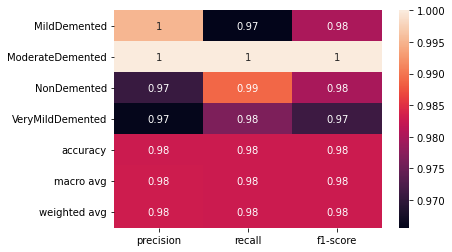 MildDemented 1 0.97 0.98
ModerateDemented 1 1 1
NonDemented 0.97 0.99 0.98
VeryMildDemented 0.97 0.98 0.97
accuracy 0.98 0.98 0.98
macro avg 0.98 0.98 0.98
weighted avg 0.98 0.98 0.98
precision recall f1-score
1.000
0.995
0.990
0.985
0.980
0.975
0.970